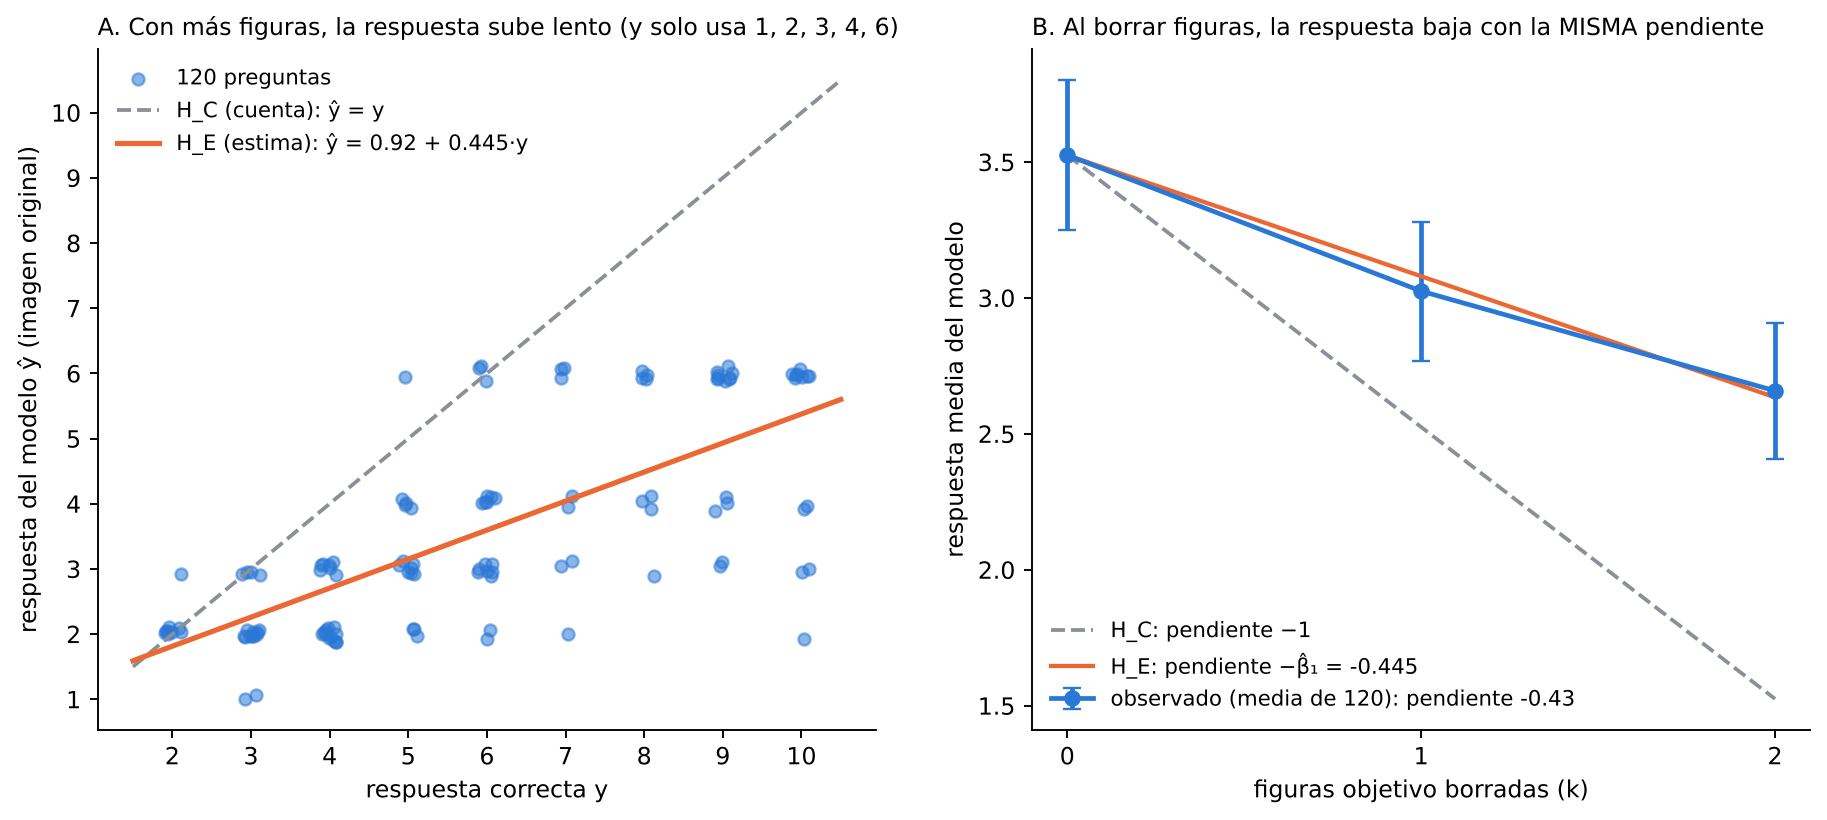 A. Con más figuras, la respuesta sube lento (y solo usa 1, 2, 3, 4, 6)
120 preguntas
H_C (cuenta): ŷ = y
H_E (estima): ŷ = 0.92 + 0.445·y
respuesta del modelo ŷ (imagen original)
10
9
8
7
6
5
4
3
2
1
2 3 4 5 6 7 8 9 10
respuesta correcta y
B. Al borrar figuras, la respuesta baja con la MISMA pendiente
respuesta media del modelo
3.5
3.0
2.5
2.0
1.5
H_C: pendiente −1
H_E: pendiente −β̂₁ = -0.445
observado (media de 120): pendiente -0.43
0 1 2
figuras objetivo borradas (k)